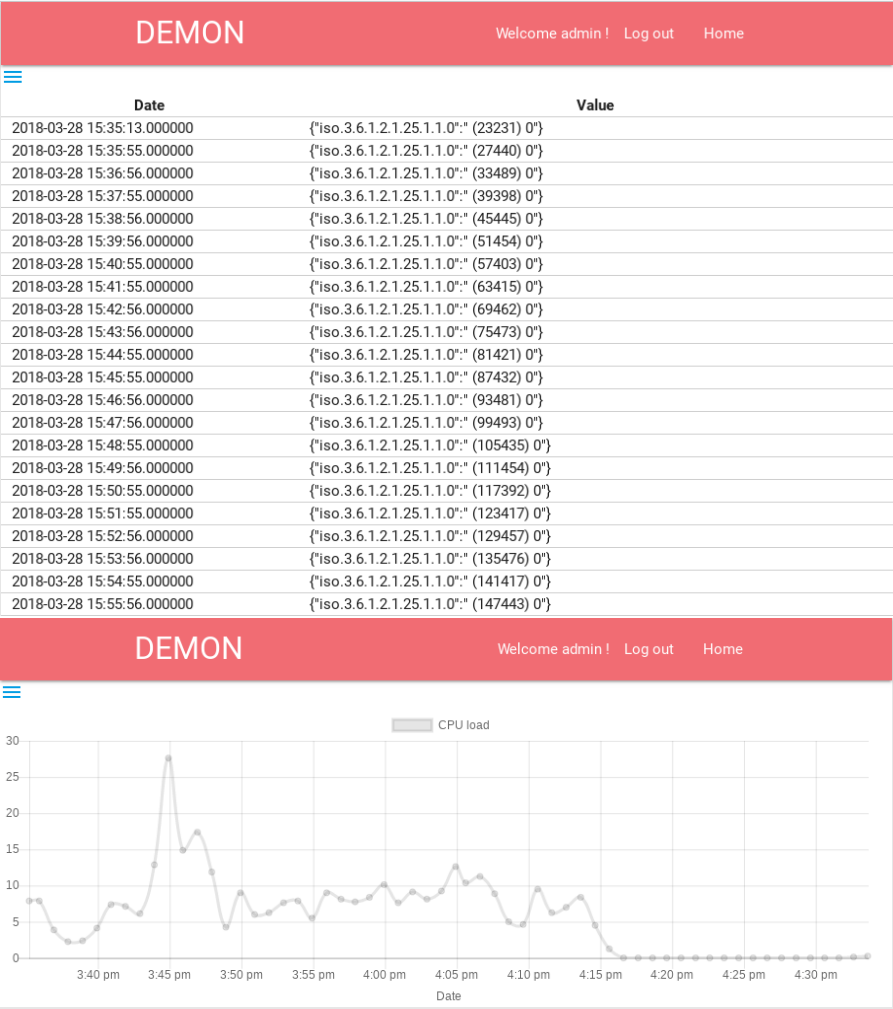 DEMON Welcome admin ! Log out Home
Date Value
2018-03-28 15:35:13.000000 {"iso.3.6.1.2.1.25.1.1.0":" (23231) 0"}
2018-03-28 15:35:55.000000 {"iso.3.6.1.2.1.25.1.1.0":" (27440) 0"}
2018-03-28 15:36:56.000000 {"iso.3.6.1.2.1.25.1.1.0":" (33489) 0"}
2018-03-28 15:37:55.000000 {"iso.3.6.1.2.1.25.1.1.0":" (39398) 0"}
2018-03-28 15:38:56.000000 {"iso.3.6.1.2.1.25.1.1.0":" (45445) 0"}
2018-03-28 15:39:56.000000 {"iso.3.6.1.2.1.25.1.1.0":" (51454) 0"}
2018-03-28 15:40:55.000000 {"iso.3.6.1.2.1.25.1.1.0":" (57403) 0"}
2018-03-28 15:41:55.000000 {"iso.3.6.1.2.1.25.1.1.0":" (63415) 0"}
2018-03-28 15:42:56.000000 {"iso.3.6.1.2.1.25.1.1.0":" (69462) 0"}
2018-03-28 15:43:56.000000 {"iso.3.6.1.2.1.25.1.1.0":" (75473) 0"}
2018-03-28 15:44:55.000000 {"iso.3.6.1.2.1.25.1.1.0":" (81421) 0"}
2018-03-28 15:45:55.000000 {"iso.3.6.1.2.1.25.1.1.0":" (87432) 0"}
2018-03-28 15:46:56.000000 {"iso.3.6.1.2.1.25.1.1.0":" (93481) 0"}
2018-03-28 15:47:56.000000 {"iso.3.6.1.2.1.25.1.1.0":" (99493) 0"}
2018-03-28 15:48:55.000000 {"iso.3.6.1.2.1.25.1.1.0":" (105435) 0"}
2018-03-28 15:49:56.000000 {"iso.3.6.1.2.1.25.1.1.0":" (111454) 0"}
2018-03-28 15:50:55.000000 {"iso.3.6.1.2.1.25.1.1.0":" (117392) 0"}
2018-03-28 15:51:55.000000 {"iso.3.6.1.2.1.25.1.1.0":" (123417) 0"}
2018-03-28 15:52:56.000000 {"iso.3.6.1.2.1.25.1.1.0":" (129457) 0"}
2018-03-28 15:53:56.000000 {"iso.3.6.1.2.1.25.1.1.0":" (135476) 0"}
2018-03-28 15:54:55.000000 {"iso.3.6.1.2.1.25.1.1.0":" (141417) 0"}
2018-03-28 15:55:56.000000 {"iso.3.6.1.2.1.25.1.1.0":" (147443) 0"}
DEMON Welcome admin ! Log out Home
CPU load
30
25
20
15
10
5
0
3:40 pm 3:45 pm 3:50 pm 3:55 pm 4:00 pm 4:05 pm 4:10 pm 4:15 pm 4:20 pm 4:25 pm 4:30 pm
Date